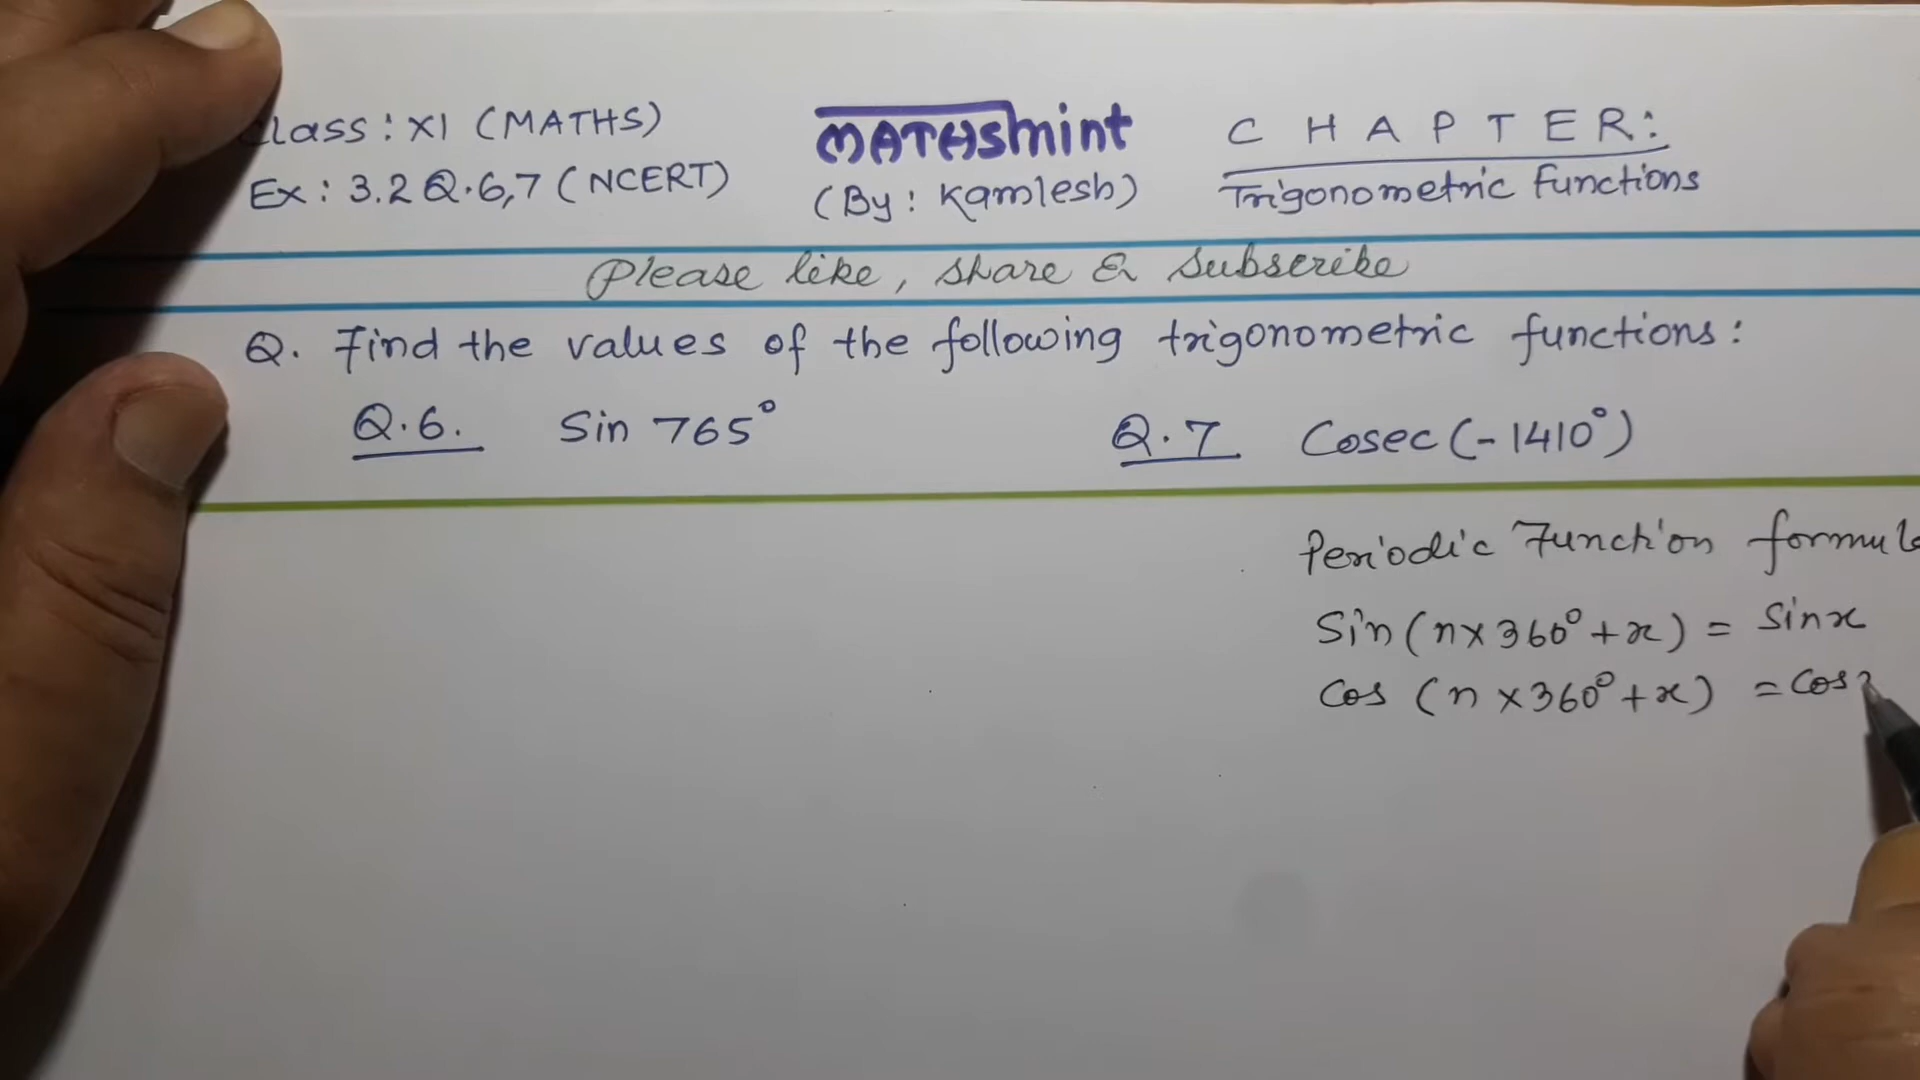 Class: XI (MATHS)
Ex: 3.2 Q.6,7 (NCERT)
MATHSmint
(By: Kamlesh)
CHAPTER:
Trigonometric Functions
Please like, share & subscribe
Q. Find the values of the following trigonometric functions:
Q.6. Sin 765°
Q.7 Cosec (-1410°)
Periodic Function
Sin (n×360°+x) = Sinx
Cos (n×360°+x) = Cos